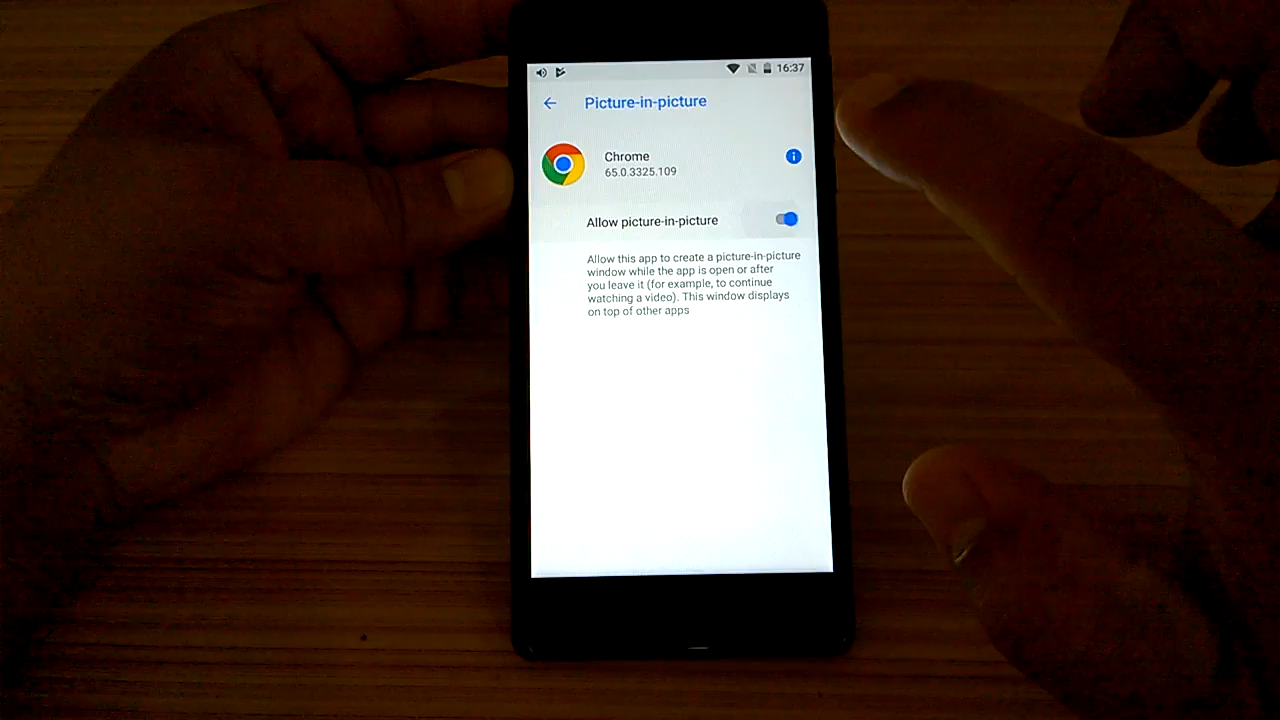 16:37
Picture-in-picture
Chrome
65.0.3325.109
Allow picture-in-picture
Allow this app to create a picture-in-picture
window while the app is open or after
you leave it (for example, to continue
watching a video). This window displays
on top of other apps